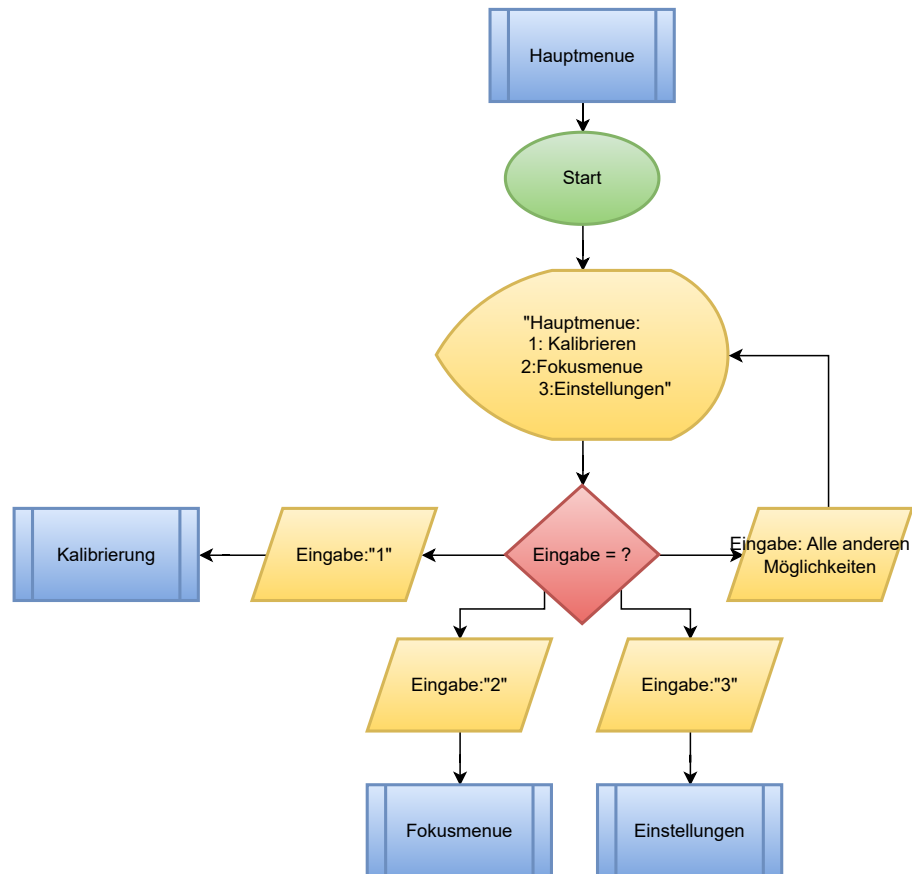 Hauptmenue
Start
"Hauptmenue:
1: Kalibrieren
2:Fokusmenue
3:Einstellungen"
Kalibrierung
Eingabe:"1"
Eingabe = ?
Eingabe: Alle anderen
Möglichkeiten
Eingabe:"2"
Eingabe:"3"
Fokusmenue
Einstellungen